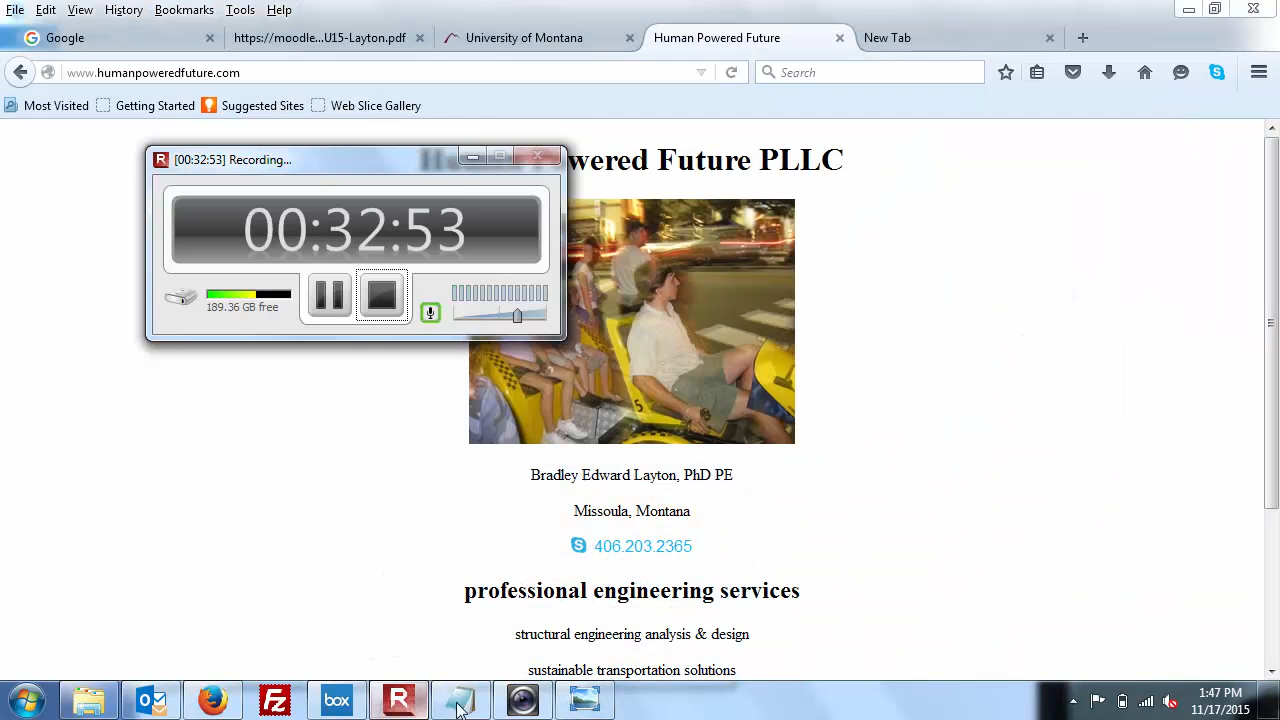 File Edit View History Bookmarks Tools Help
Google https://moodle...U15-Layton.pdf University of Montana Human Powered Future New Tab
www.humanpoweredfuture.com Search
Most Visited Getting Started Suggested Sites Web Slice Gallery
[00:32:53] Recording...
wered Future PLLC
00:32:53
189.36 GB free
5
Bradley Edward Layton, PhD PE
Missoula, Montana
406.203.2365
professional engineering services
structural engineering analysis & design
sustainable transportation solutions
box
1:47 PM
11/17/2015